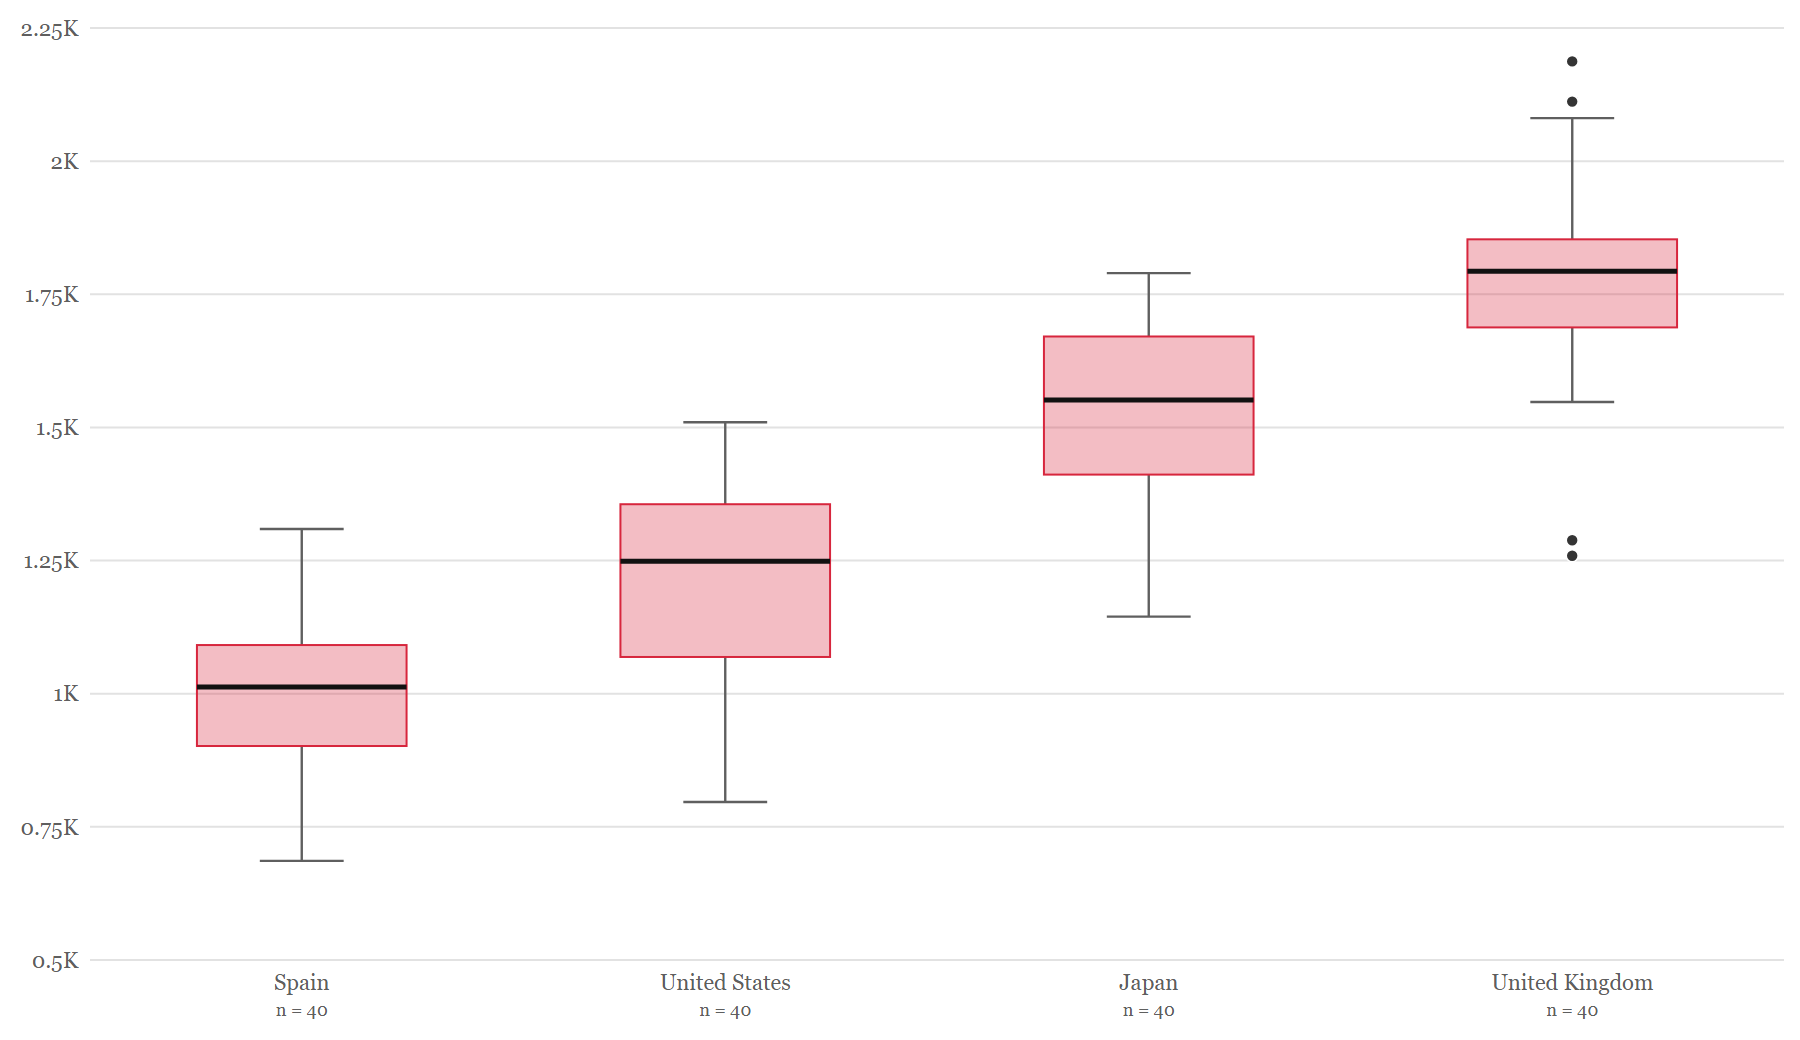 2.25K
2K
1.75K
1.5K
1.25K
1K
0.75K
0.5K
Spain
n = 40
United States
n = 40
Japan
n = 40
United Kingdom
n = 40